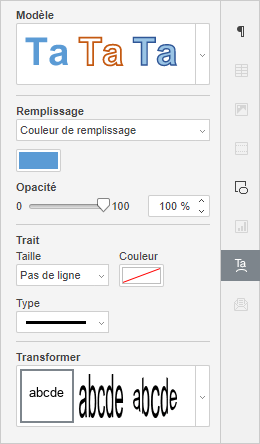 Modèle
Ta Ta Ta
¶
Remplissage
Couleur de remplissage
Opacité
0 100 100 %
Trait
Taille Couleur
Pas de ligne
Ta
Type
Transformer
abcde abcde abcde